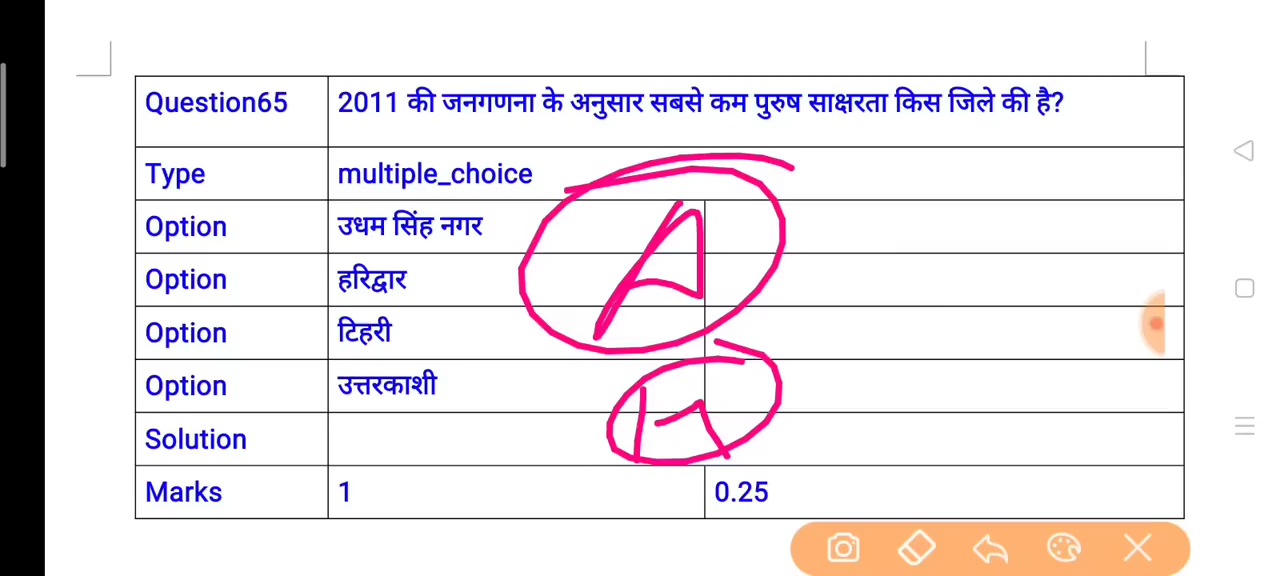 Question65 2011 की जनगणना के अनुसार सबसे कम पुरुष साक्षरता किस जिले की है?
Type multiple_choice
Option उधम सिंह नगर
Option हरिद्वार
Option टिहरी
Option उत्तरकाशी
Solution
Marks 1 0.25